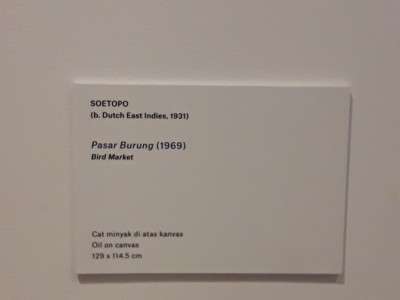 SOETOPO
(b. Dutch East Indies, 1931)
Pasar Burung (1969)
Bird Market
Cat minyak di atas kanvas
Oil on canvas
129 x 114.5 cm